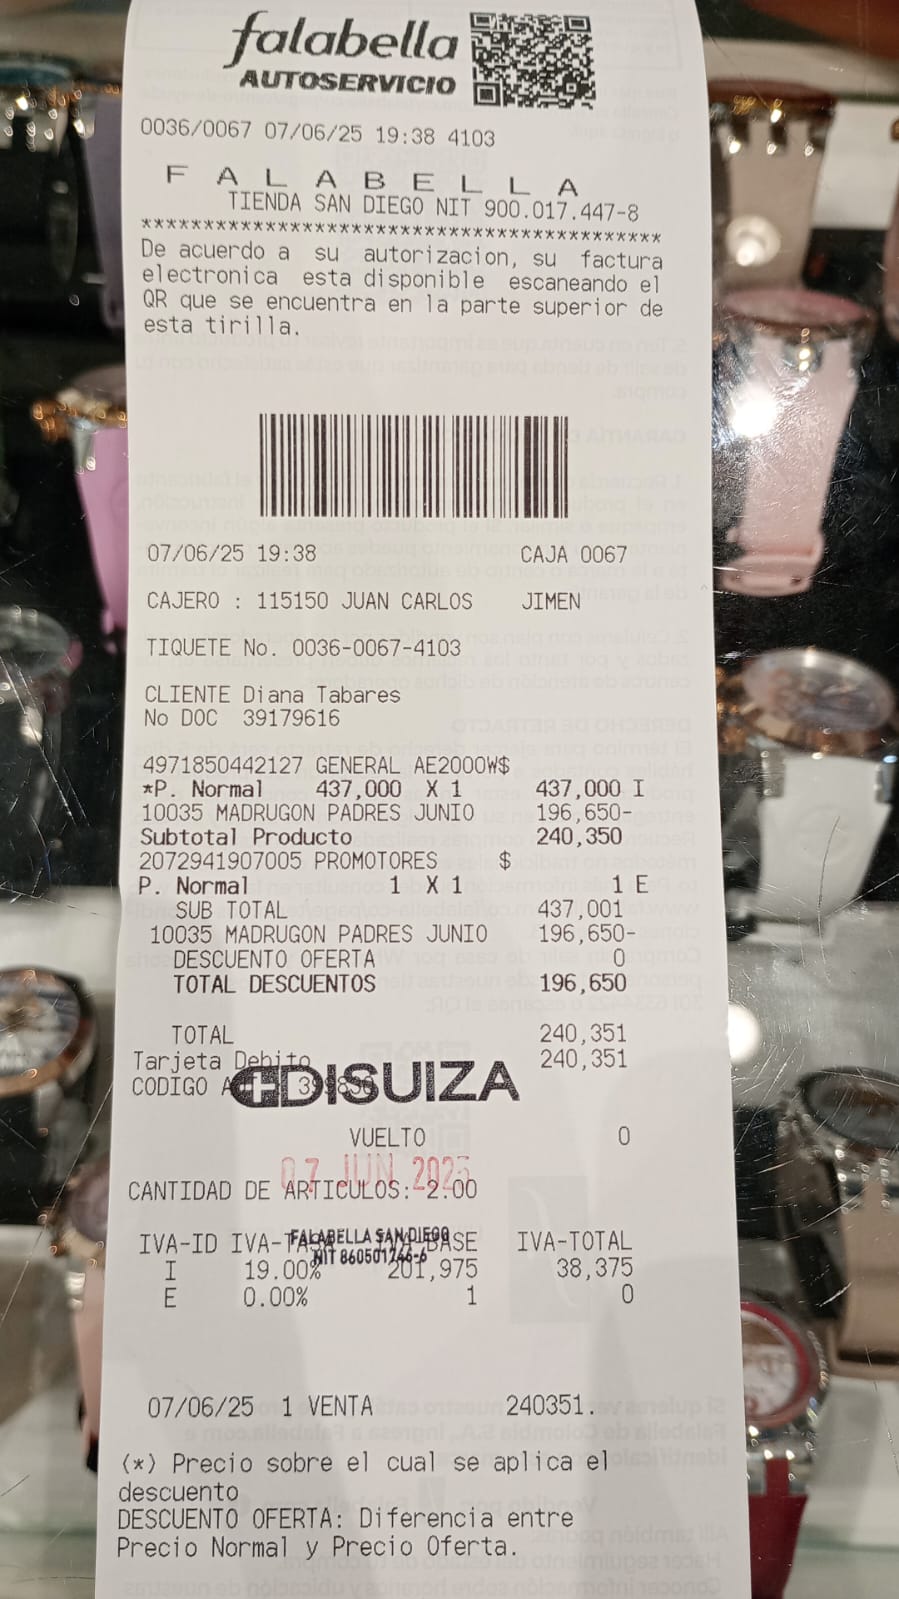 falabella
AUTOSERVICIO
0036/0067 07/06/25 19:38 4103
F A L A B E L L A
TIENDA SAN DIEGO NIT 900.017.447-8
*******************************************
De acuerdo a su autorizacion, su factura
electronica esta disponible escaneando el
QR que se encuentra en la parte superior de
esta tirilla.
07/06/25 19:38 CAJA 0067
CAJERO : 115150 JUAN CARLOS JIMEN
TIQUETE No. 0036-0067-4103
CLIENTE Diana Tabares
No DOC 39179616
4971850442127 GENERAL AE2000W$
*P. Normal 437,000 X 1 437,000 I
10035 MADRUGON PADRES JUNIO 196,650-
Subtotal Producto 240,350
2072941907005 PROMOTORES $
P. Normal 1 X 1 1 E
SUB TOTAL 437,001
10035 MADRUGON PADRES JUNIO 196,650-
DESCUENTO OFERTA 0
TOTAL DESCUENTOS 196,650
TOTAL 240,351
Tarjeta Debito 240,351
CODIGO
DISUIZA
VUELTO 0
07 JUN 2025
CANTIDAD DE ARTICULOS: 2.00
FALABELLA SAN DIEGO
NIT 860501746-6
IVA-ID IVA-TASA IVA-BASE IVA-TOTAL
I 19.00% 201,975 38,375
E 0.00% 1 0
07/06/25 1 VENTA 240351.
(*) Precio sobre el cual se aplica el
descuento
DESCUENTO OFERTA: Diferencia entre
Precio Normal y Precio Oferta.